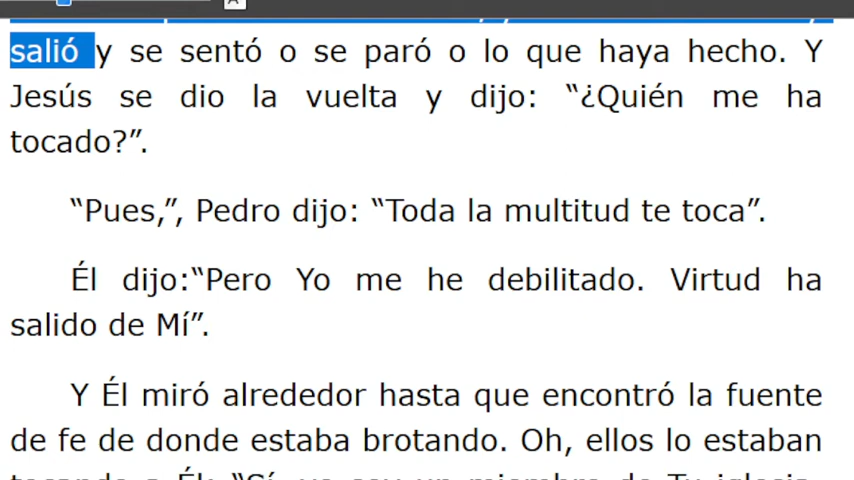 salió y se sentó o se paró o lo que haya hecho. Y
Jesús se dio la vuelta y dijo: “¿Quién me ha
tocado?”.
“Pues,”, Pedro dijo: “Toda la multitud te toca”.
Él dijo:“Pero Yo me he debilitado. Virtud ha
salido de Mí”.
Y Él miró alrededor hasta que encontró la fuente
de fe de donde estaba brotando. Oh, ellos lo estaban